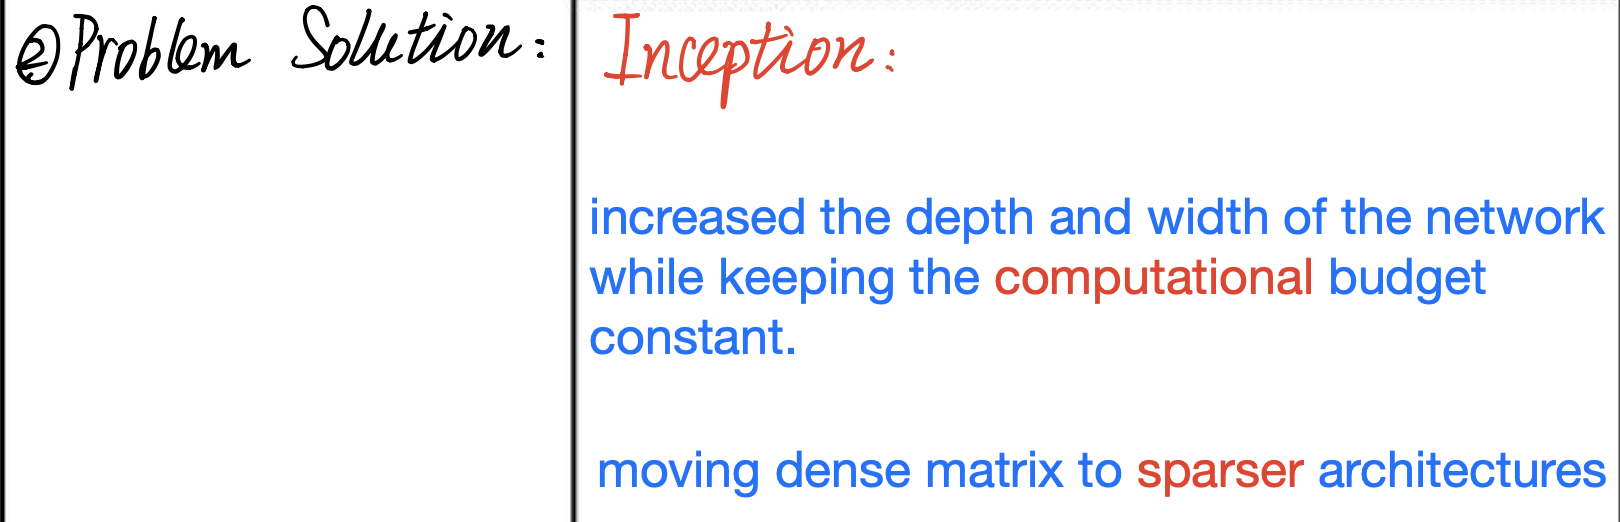 ② Problem Solution:
Inception:
increased the depth and width of the network
while keeping the computational budget
constant.
moving dense matrix to sparser architectures